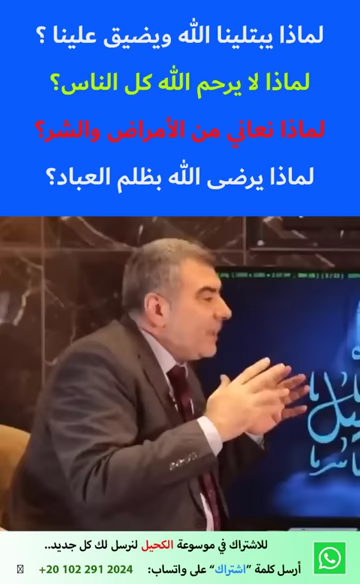 لماذا يبتلينا الله ويضيق علينا ؟
لماذا لا يرحم الله كل الناس؟
لماذا نعاني من الأمراض والشر؟
لماذا يرضى الله بظلم العباد؟
للاشتراك في موسوعة الكحيل لنرسل لك كل جديد..
أرسل كلمة "اشتراك" على واتساب: +20 102 291 2024